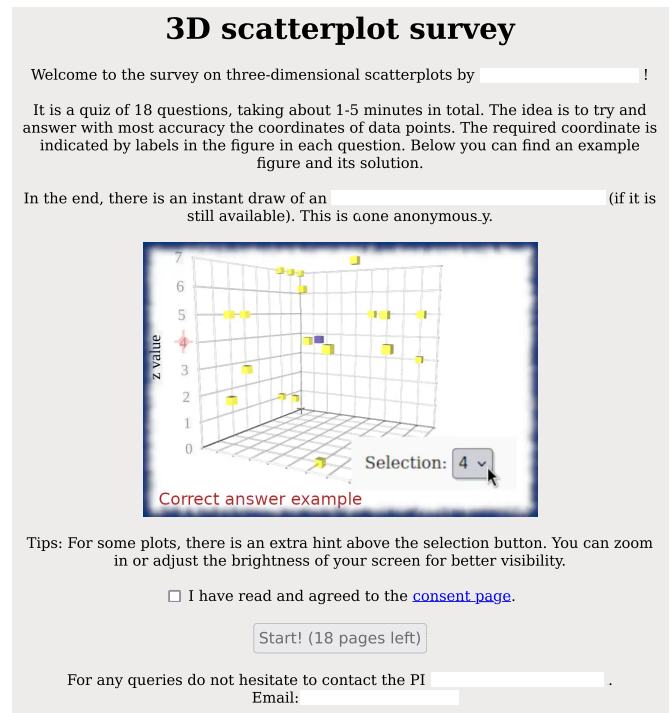 3D scatterplot survey
Welcome to the survey on three-dimensional scatterplots by !
It is a quiz of 18 questions, taking about 1-5 minutes in total. The idea is to try and
answer with most accuracy the coordinates of data points. The required coordinate is
indicated by labels in the figure in each question. Below you can find an example
figure and its solution.
In the end, there is an instant draw of an (if it is
still available). This is done anonymously.
7
6
5
4
3
2
1
0
z value
Selection: 4
Correct answer example
Tips: For some plots, there is an extra hint above the selection button. You can zoom
in or adjust the brightness of your screen for better visibility.
I have read and agreed to the consent page.
Start! (18 pages left)
For any queries do not hesitate to contact the PI .
Email: